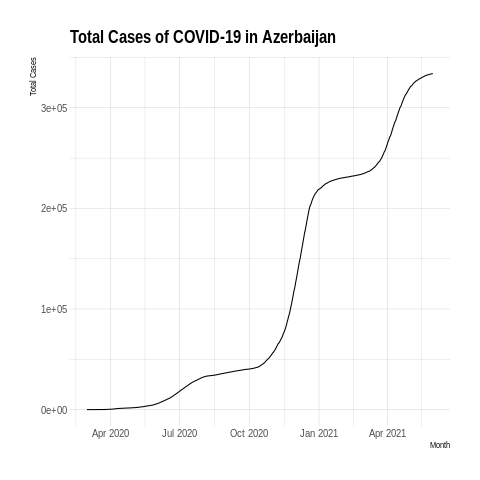 Total Cases of COVID-19 in Azerbaijan
Total Cases
3e+05
2e+05
1e+05
0e+00
Apr 2020 Jul 2020 Oct 2020 Jan 2021 Apr 2021
Month